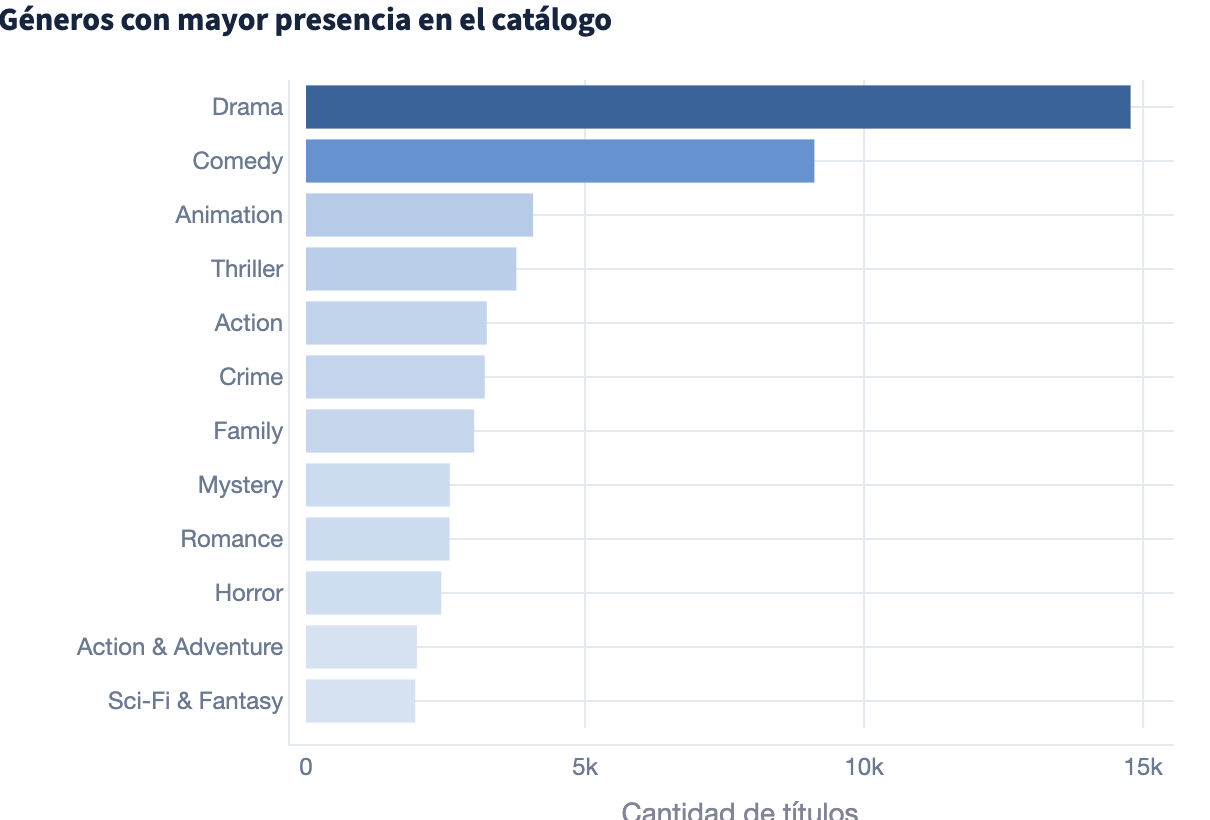 Géneros con mayor presencia en el catálogo
Drama
Comedy
Animation
Thriller
Action
Crime
Family
Mystery
Romance
Horror
Action & Adventure
Sci-Fi & Fantasy
0 5k 10k 15k
Cantidad de títulos